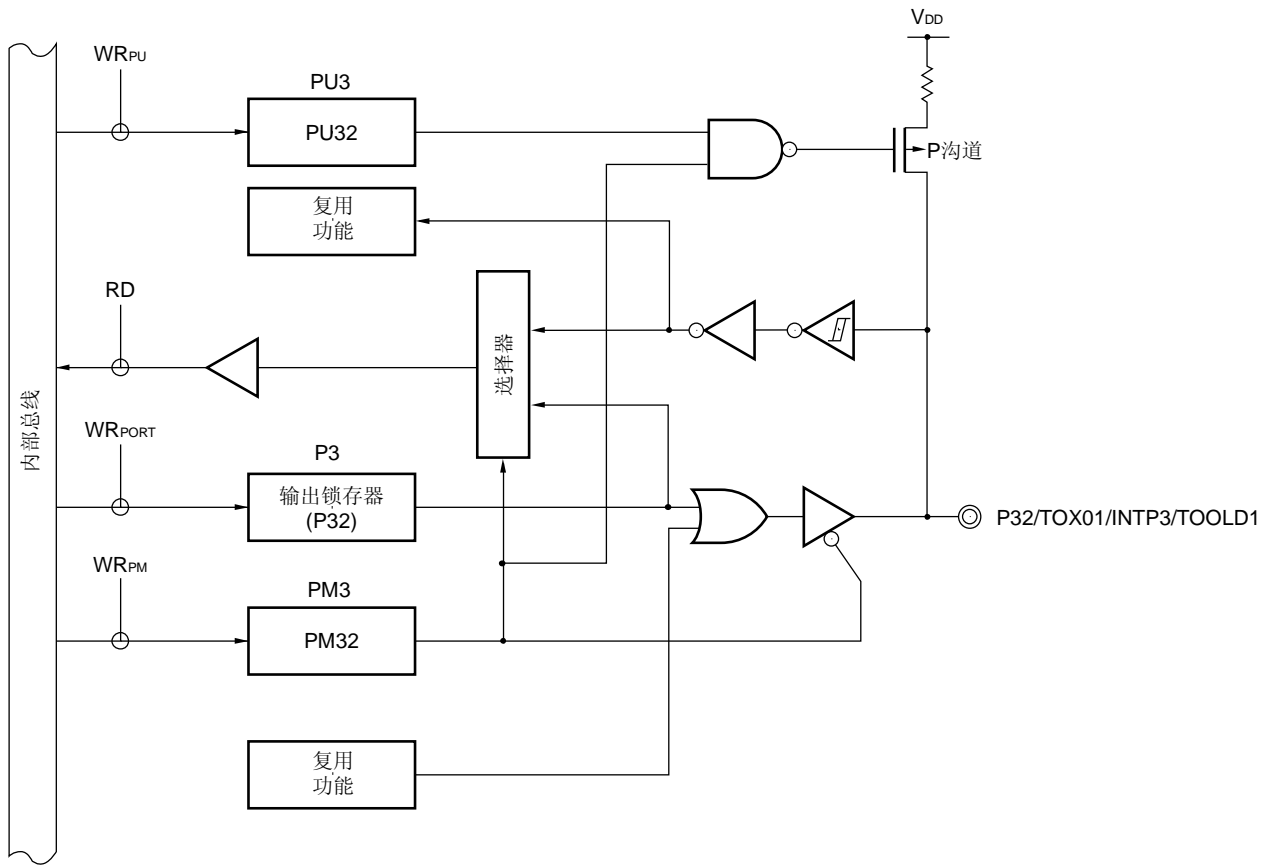 VDD
WRPU
PU3
PU32
P沟道
复用
功能
RD
选择器
内部总线
WRPORT
P3
输出锁存器
(P32)
P32/TOX01/INTP3/TOOLD1
WRPM
PM3
PM32
复用
功能